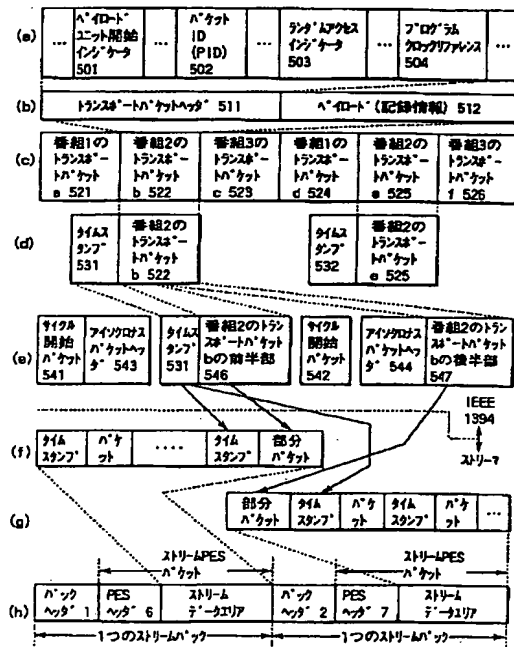 (a)
… ペイロード ユニット開始 インジケータ 501 … パケット ID (PID) 502 … ランダムアクセス インジケータ 503 … プログラム クロックリファレンス 504 …
(b)
トランスポートパケットヘッダ 511 ペイロード (記録情報) 512
(c)
番組1の トランスポー トパケット a 521
番組2の トランスポー トパケット b 522
番組3の トランスポー トパケット c 523
番組1の トランスポー トパケット d 524
番組2の トランスポー トパケット e 525
番組3の トランスポー トパケット f 526
(d)
タイムス タンプ 531
番組2の トランスポー トパケット b 522
タイムス タンプ 532
番組2の トランスポー トパケット e 525
(e)
サイクル 開始 パケット 541
アイソクロナス パケットヘッ ダ 543
タイムス タンプ 531
番組2のトラン スポートパケット bの前半部 546
サイクル 開始 パケット 542
アイソクロナス パケットヘッ ダ 544
番組2のトラン スポートパケット bの後半部 547
IEEE
1394
ストリーマ
(f)
タイム スタンプ パケ ット ‥‥ タイム スタンプ 部分 パケット
(g)
部分 パケット タイム スタンプ パケ ット タイム スタンプ パケ ット …
ストリームPES パケット
ストリームPES パケット
(h)
パック ヘッダ 1 PES ヘッダ 6 ストリーム データエリア パック ヘッダ 2 PES ヘッダ 7 ストリーム データエリア
1つのストリームパック 1つのストリームパック